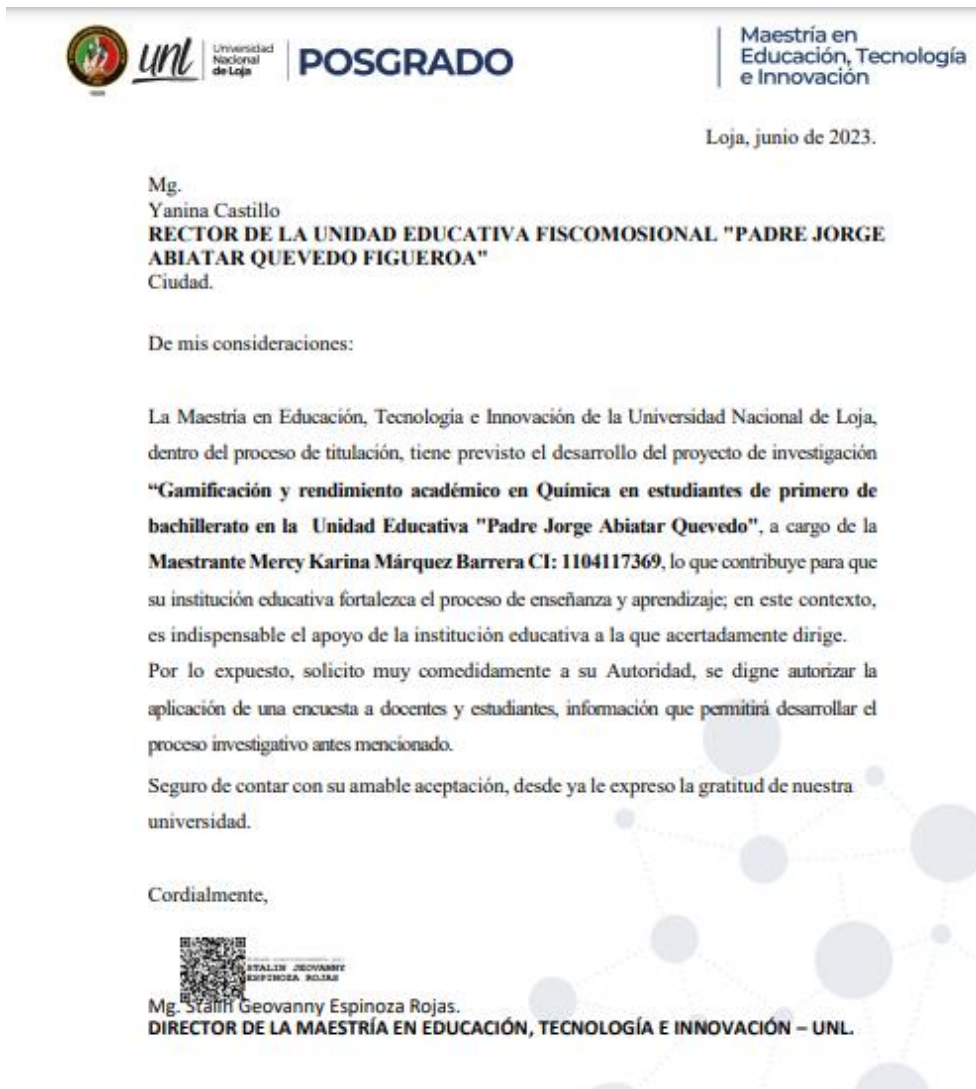 unl
Universidad
Nacional
de Loja
POSGRADO
Maestría en
Educación, Tecnología
e Innovación
Loja, junio de 2023.
Mg.
Yanina Castillo
RECTOR DE LA UNIDAD EDUCATIVA FISCOMOSIONAL "PADRE JORGE
ABIATAR QUEVEDO FIGUEROA"
Ciudad.
De mis consideraciones:
La Maestría en Educación, Tecnología e Innovación de la Universidad Nacional de Loja,
dentro del proceso de titulación, tiene previsto el desarrollo del proyecto de investigación
“Gamificación y rendimiento académico en Química en estudiantes de primero de
bachillerato en la Unidad Educativa "Padre Jorge Abiatar Quevedo", a cargo de la
Maestrante Mercy Karina Márquez Barrera CI: 1104117369, lo que contribuye para que
su institución educativa fortalezca el proceso de enseñanza y aprendizaje; en este contexto,
es indispensable el apoyo de la institución educativa a la que acertadamente dirige.
Por lo expuesto, solicito muy comedidamente a su Autoridad, se digne autorizar la
aplicación de una encuesta a docentes y estudiantes, información que permitirá desarrollar el
proceso investigativo antes mencionado.
Seguro de contar con su amable aceptación, desde ya le expreso la gratitud de nuestra
universidad.
Cordialmente,
STALIN JEOVANNY
ESPINOZA ROJAS
Mg. Stalin Geovanny Espinoza Rojas.
DIRECTOR DE LA MAESTRÍA EN EDUCACIÓN, TECNOLOGÍA E INNOVACIÓN – UNL.